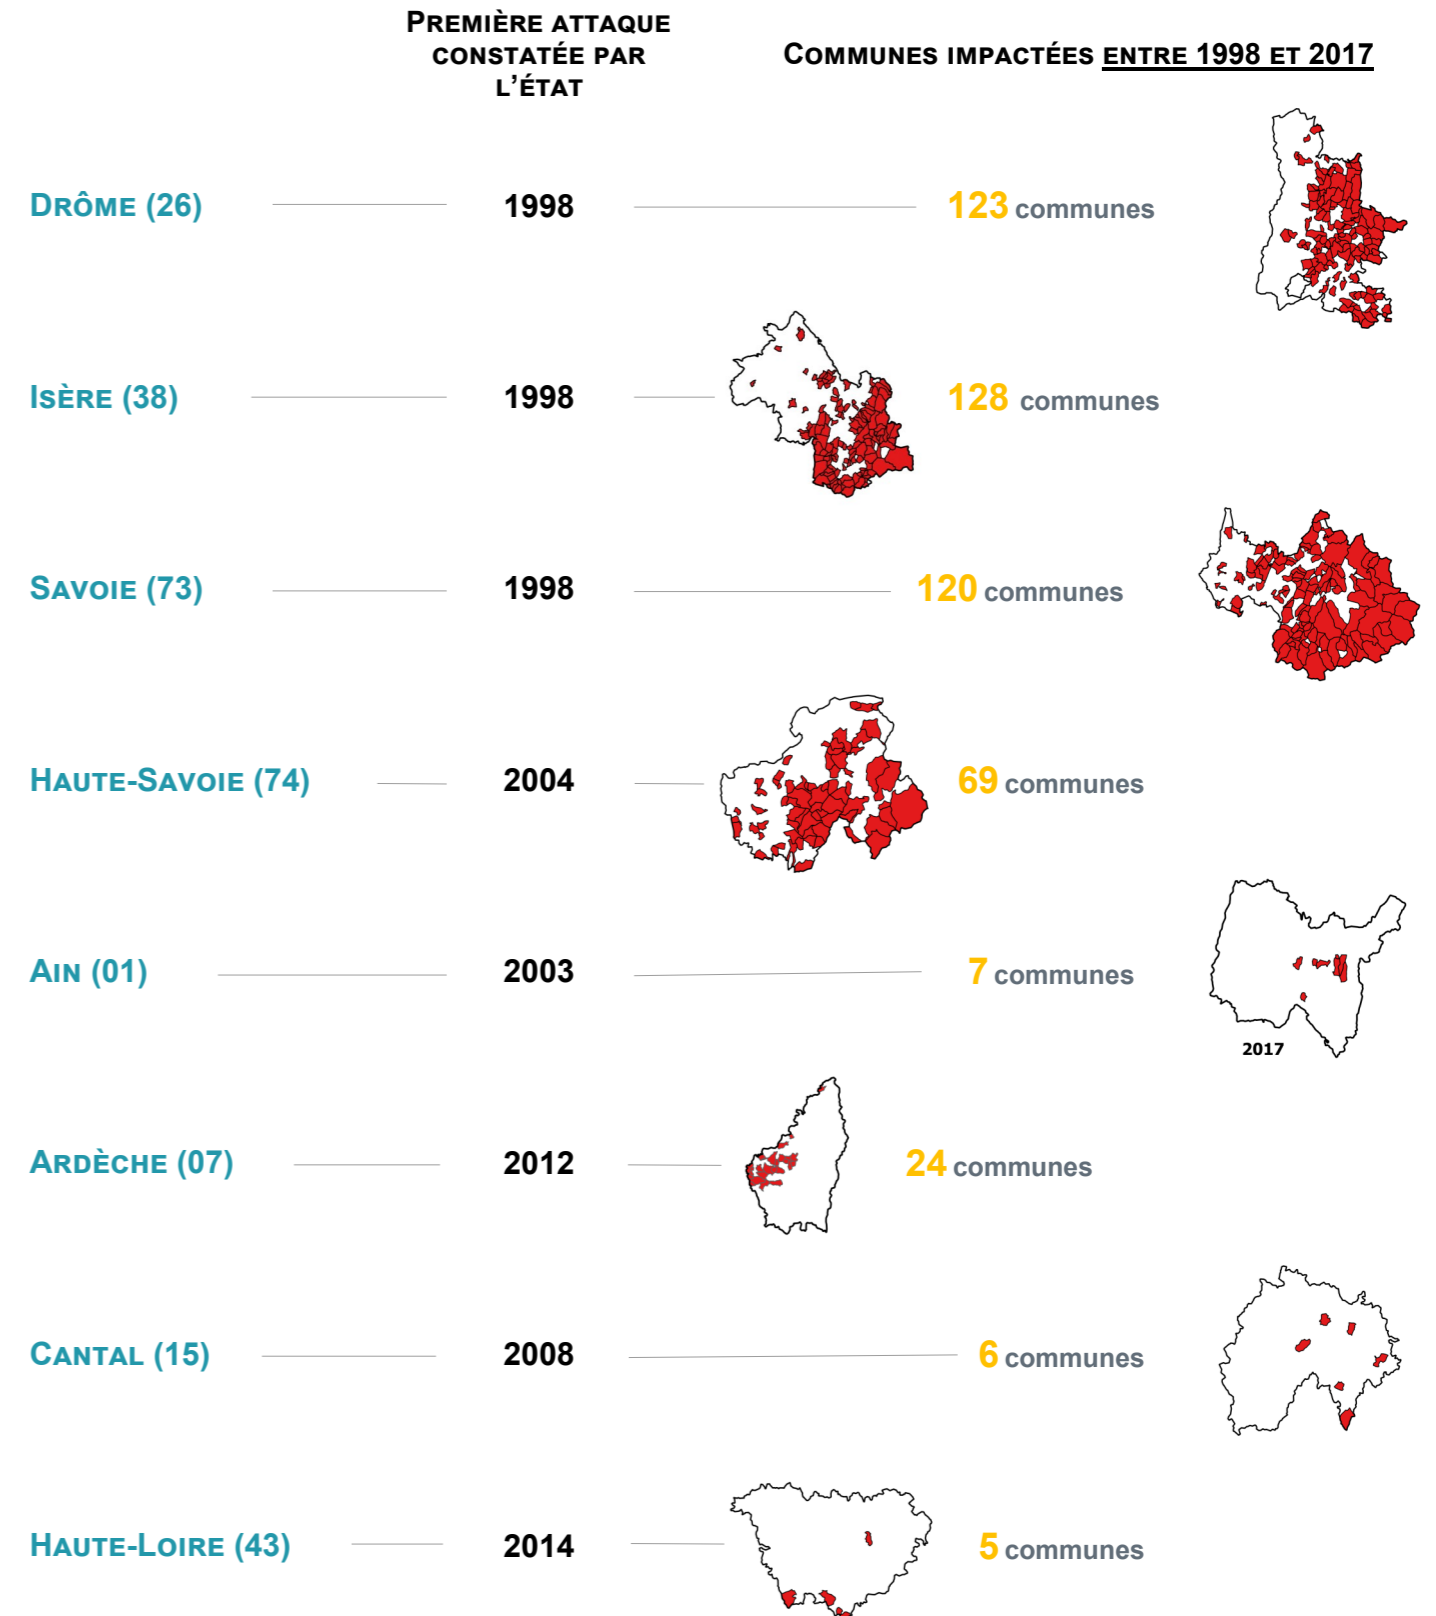 PREMIÈRE ATTAQUE
CONSTATÉE PAR
L'ÉTAT
COMMUNES IMPACTÉES ENTRE 1998 ET 2017
DRÔME (26)
1998
123 communes
ISÈRE (38)
1998
128 communes
SAVOIE (73)
1998
120 communes
HAUTE-SAVOIE (74)
2004
69 communes
AIN (01)
2003
7 communes
2017
ARDÈCHE (07)
2012
24 communes
CANTAL (15)
2008
6 communes
HAUTE-LOIRE (43)
2014
5 communes